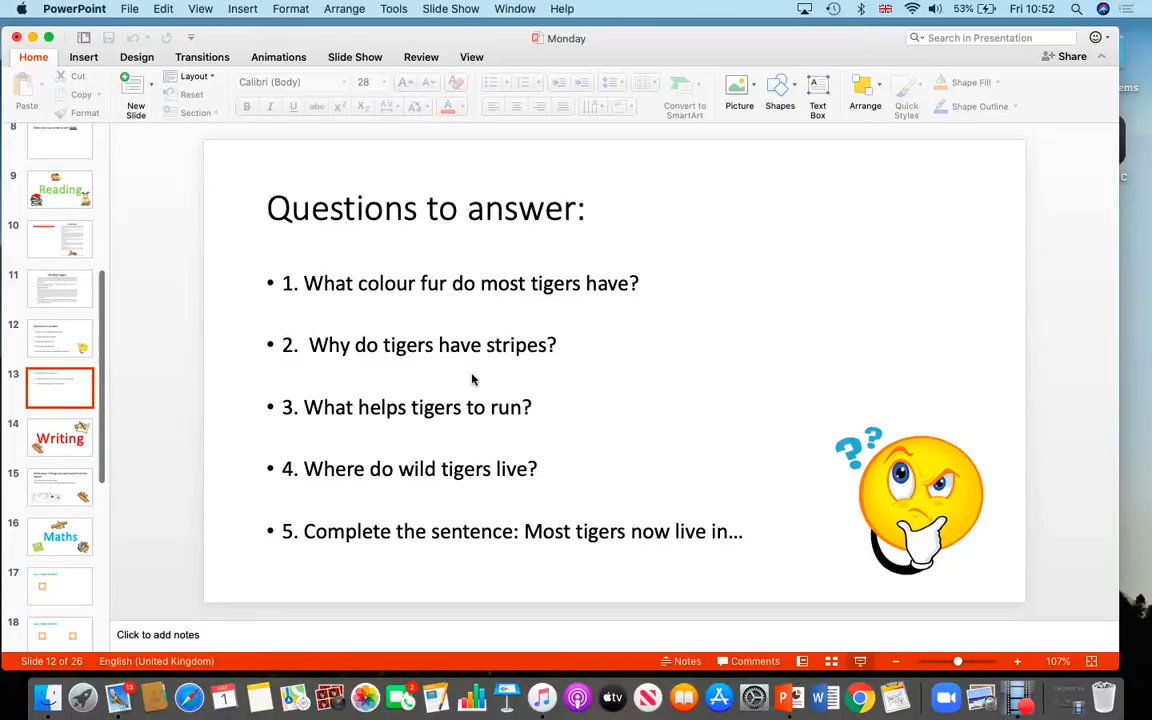 PowerPoint File Edit View Insert Format Arrange Tools Slide Show Window Help 53% Fri 10:52
Monday
Search in Presentation
Home Insert Design Transitions Animations Slide Show Review View
Share
Paste
Cut
Copy
Format
New Slide
Layout
Reset
Section
Calibri (Body) 28
Convert to SmartArt
Picture
Shapes
Text Box
Arrange
Quick Styles
Shape Fill
Shape Outline
8
9
Reading
10
11
12
13
14
Writing
15
16
Maths
17
18
Questions to answer:
• 1. What colour fur do most tigers have?
• 2. Why do tigers have stripes?
• 3. What helps tigers to run?
• 4. Where do wild tigers live?
• 5. Complete the sentence: Most tigers now live in...
??
Click to add notes
Slide 12 of 26 English (United Kingdom) Notes Comments 107%